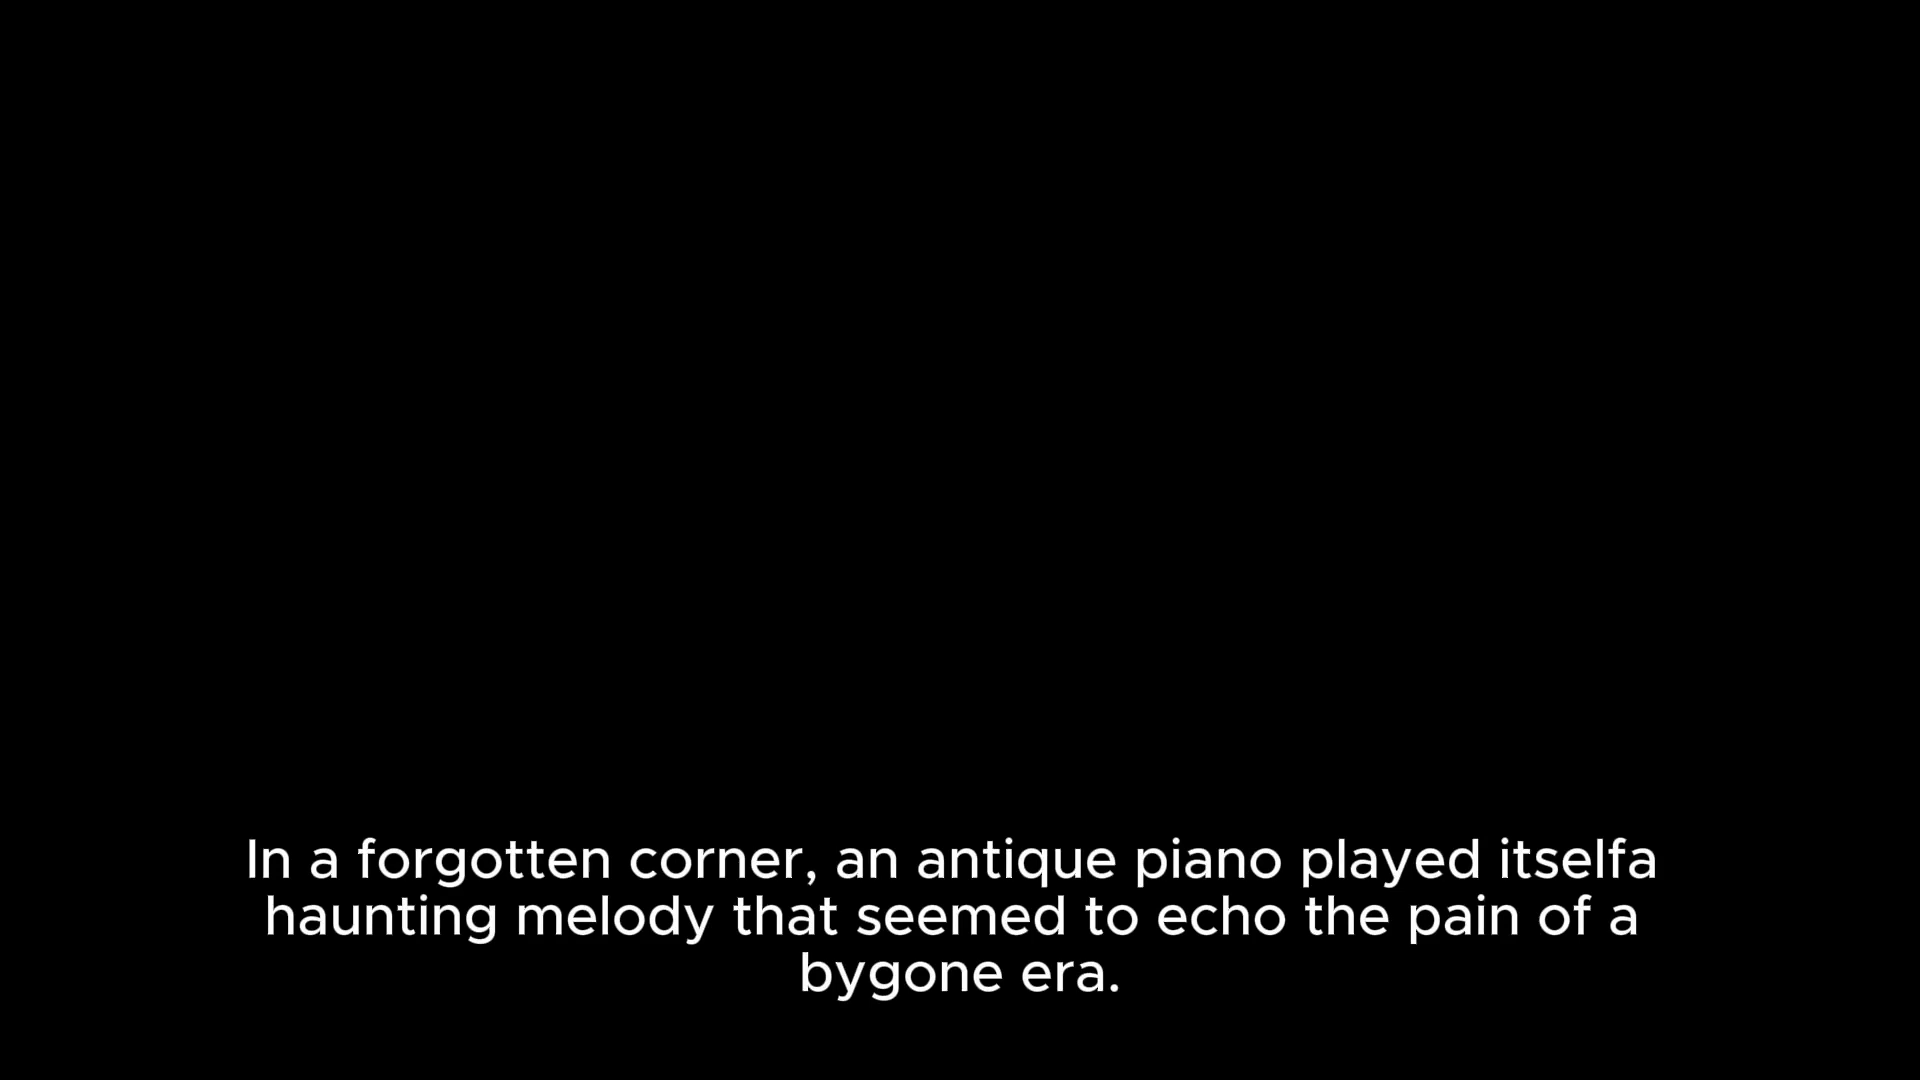 In a forgotten corner, an antique piano played itselfa
haunting melody that seemed to echo the pain of a
bygone era.